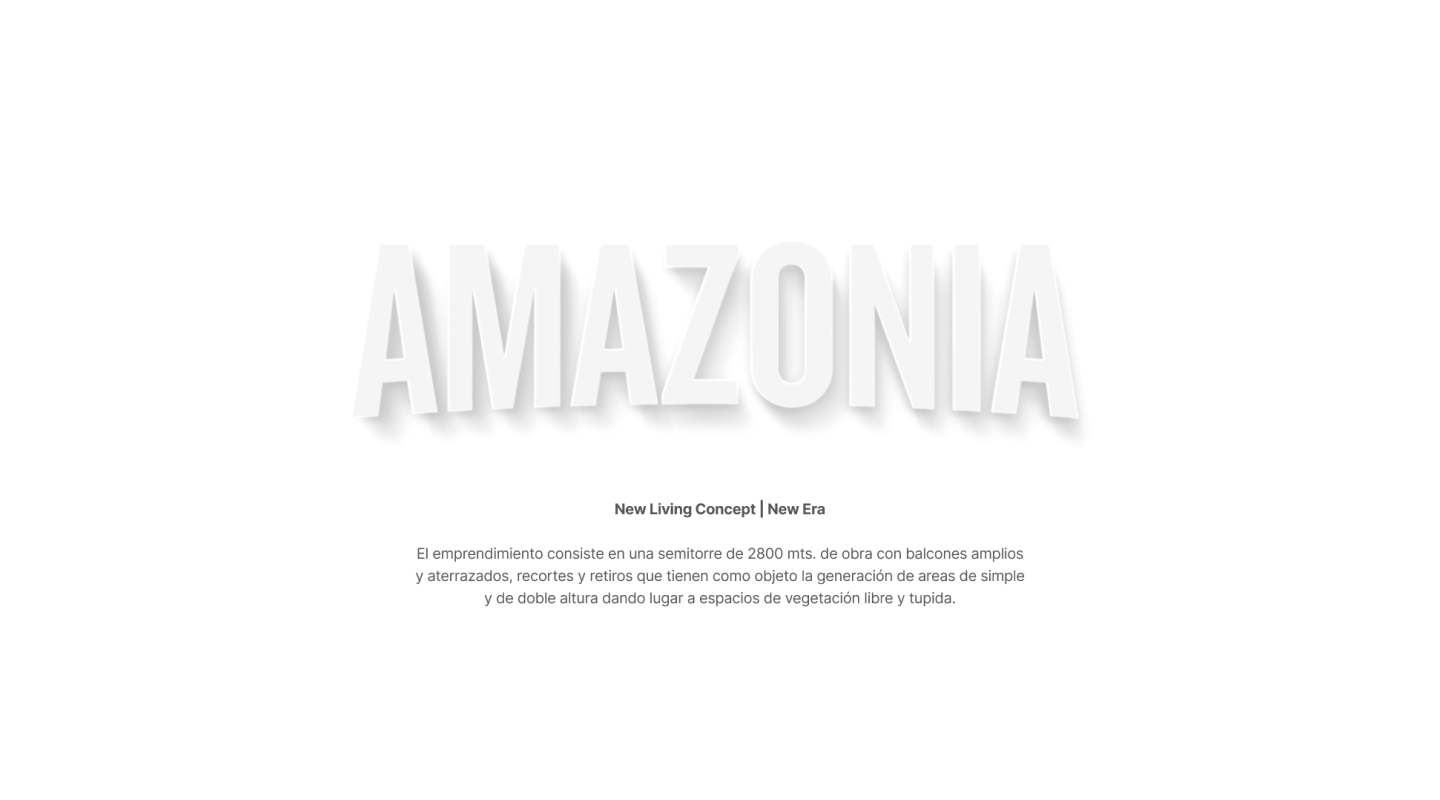 AMAZONIA
New Living Concept | New Era
El emprendimiento consiste en una semitorre de 2800 mts. de obra con balcones amplios
y aterrazados, recortes y retiros que tienen como objeto la generación de areas de simple
y de doble altura dando lugar a espacios de vegetación libre y tupida.